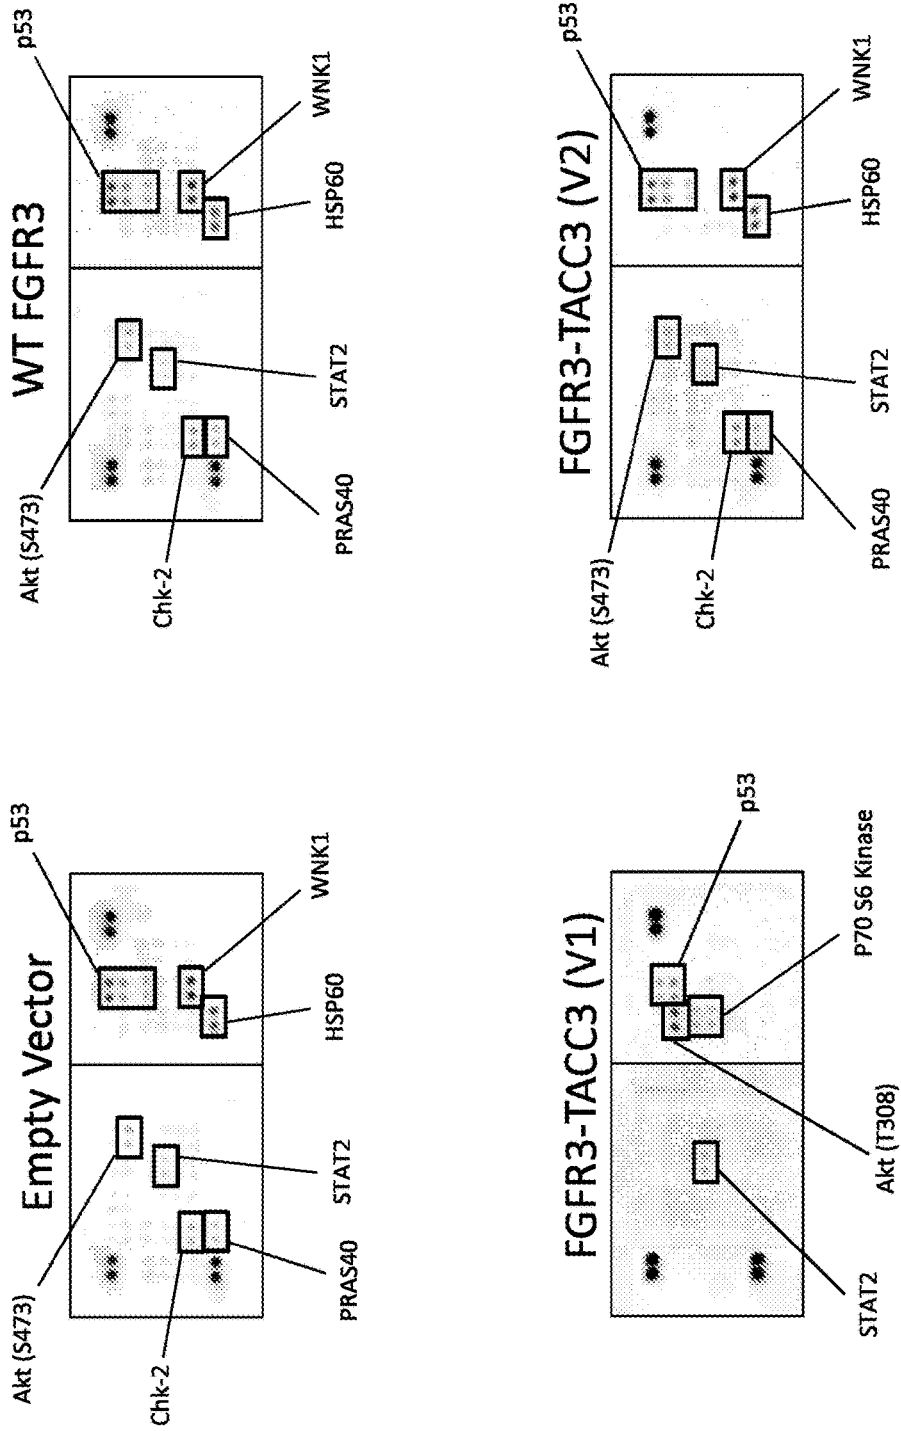 Empty Vector
Akt (S473)
p53
Chk-2
PRAS40
STAT2
HSP60
WNK1
WT FGFR3
Akt (S473)
p53
Chk-2
PRAS40
STAT2
HSP60
WNK1
FGFR3-TACC3 (V1)
p53
STAT2
Akt (T308)
P70 S6 Kinase
FGFR3-TACC3 (V2)
Akt (S473)
p53
Chk-2
PRAS40
STAT2
HSP60
WNK1